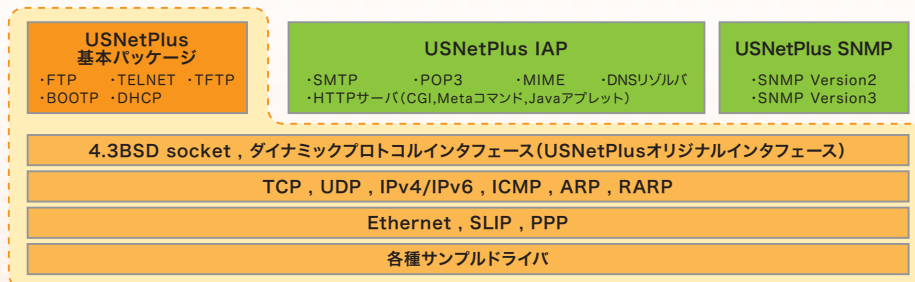 USNetPlus
基本パッケージ
・FTP ・TELNET ・TFTP
・BOOTP ・DHCP
USNetPlus IAP
・SMTP ・POP3 ・MIME ・DNSリゾルバ
・HTTPサーバ(CGI,Metaコマンド,Javaアプレット)
USNetPlus SNMP
・SNMP Version2
・SNMP Version3
4.3BSD socket , ダイナミックプロトコルインタフェース(USNetPlusオリジナルインタフェース)
TCP , UDP , IPv4/IPv6 , ICMP , ARP , RARP
Ethernet , SLIP , PPP
各種サンプルドライバ